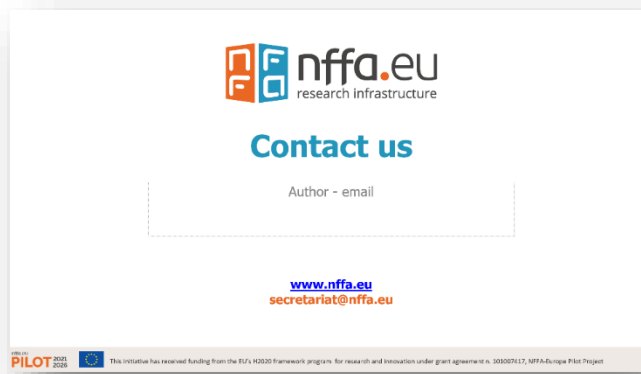 nffa.eu
research infrastructure
Contact us
Author - email
www.nffa.eu
secretariat@nffa.eu
nffa.eu
PILOT 2021
2026
This initiative has received funding from the EU's H2020 framework program for research and innovation under grant agreement n. 101007417, NFFA-Europe Pilot Project